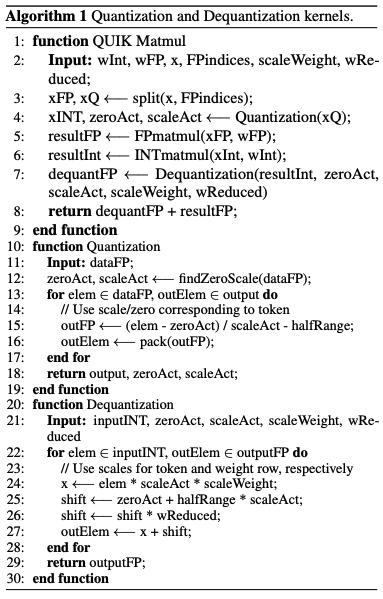 Algorithm 1 Quantization and Dequantization kernels.
1: function QUIK Matmul
2: Input: wInt, wFP, x, FPindices, scaleWeight, wRe-
duced;
3: xFP, xQ ⟵ split(x, FPindices);
4: xINT, zeroAct, scaleAct ⟵ Quantization(xQ);
5: resultFP ⟵ FPmatmul(xFP, wFP);
6: resultInt ⟵ INTmatmul(xInt, wInt);
7: dequantFP ⟵ Dequantization(resultInt, zeroAct,
scaleAct, scaleWeight, wReduced)
8: return dequantFP + resultFP;
9: end function
10: function Quantization
11: Input: dataFP;
12: zeroAct, scaleAct ⟵ findZeroScale(dataFP);
13: for elem ∈ dataFP, outElem ∈ output do
14: // Use scale/zero corresponding to token
15: outFP ⟵ (elem - zeroAct) / scaleAct - halfRange;
16: outElem ⟵ pack(outFP);
17: end for
18: return output, zeroAct, scaleAct;
19: end function
20: function Dequantization
21: Input: inputINT, zeroAct, scaleAct, scaleWeight, wRe-
duced
22: for elem ∈ inputINT, outElem ∈ outputFP do
23: // Use scales for token and weight row, respectively
24: x ⟵ elem * scaleAct * scaleWeight;
25: shift ⟵ zeroAct + halfRange * scaleAct;
26: shift ⟵ shift * wReduced;
27: outElem ⟵ x + shift;
28: end for
29: return outputFP;
30: end function